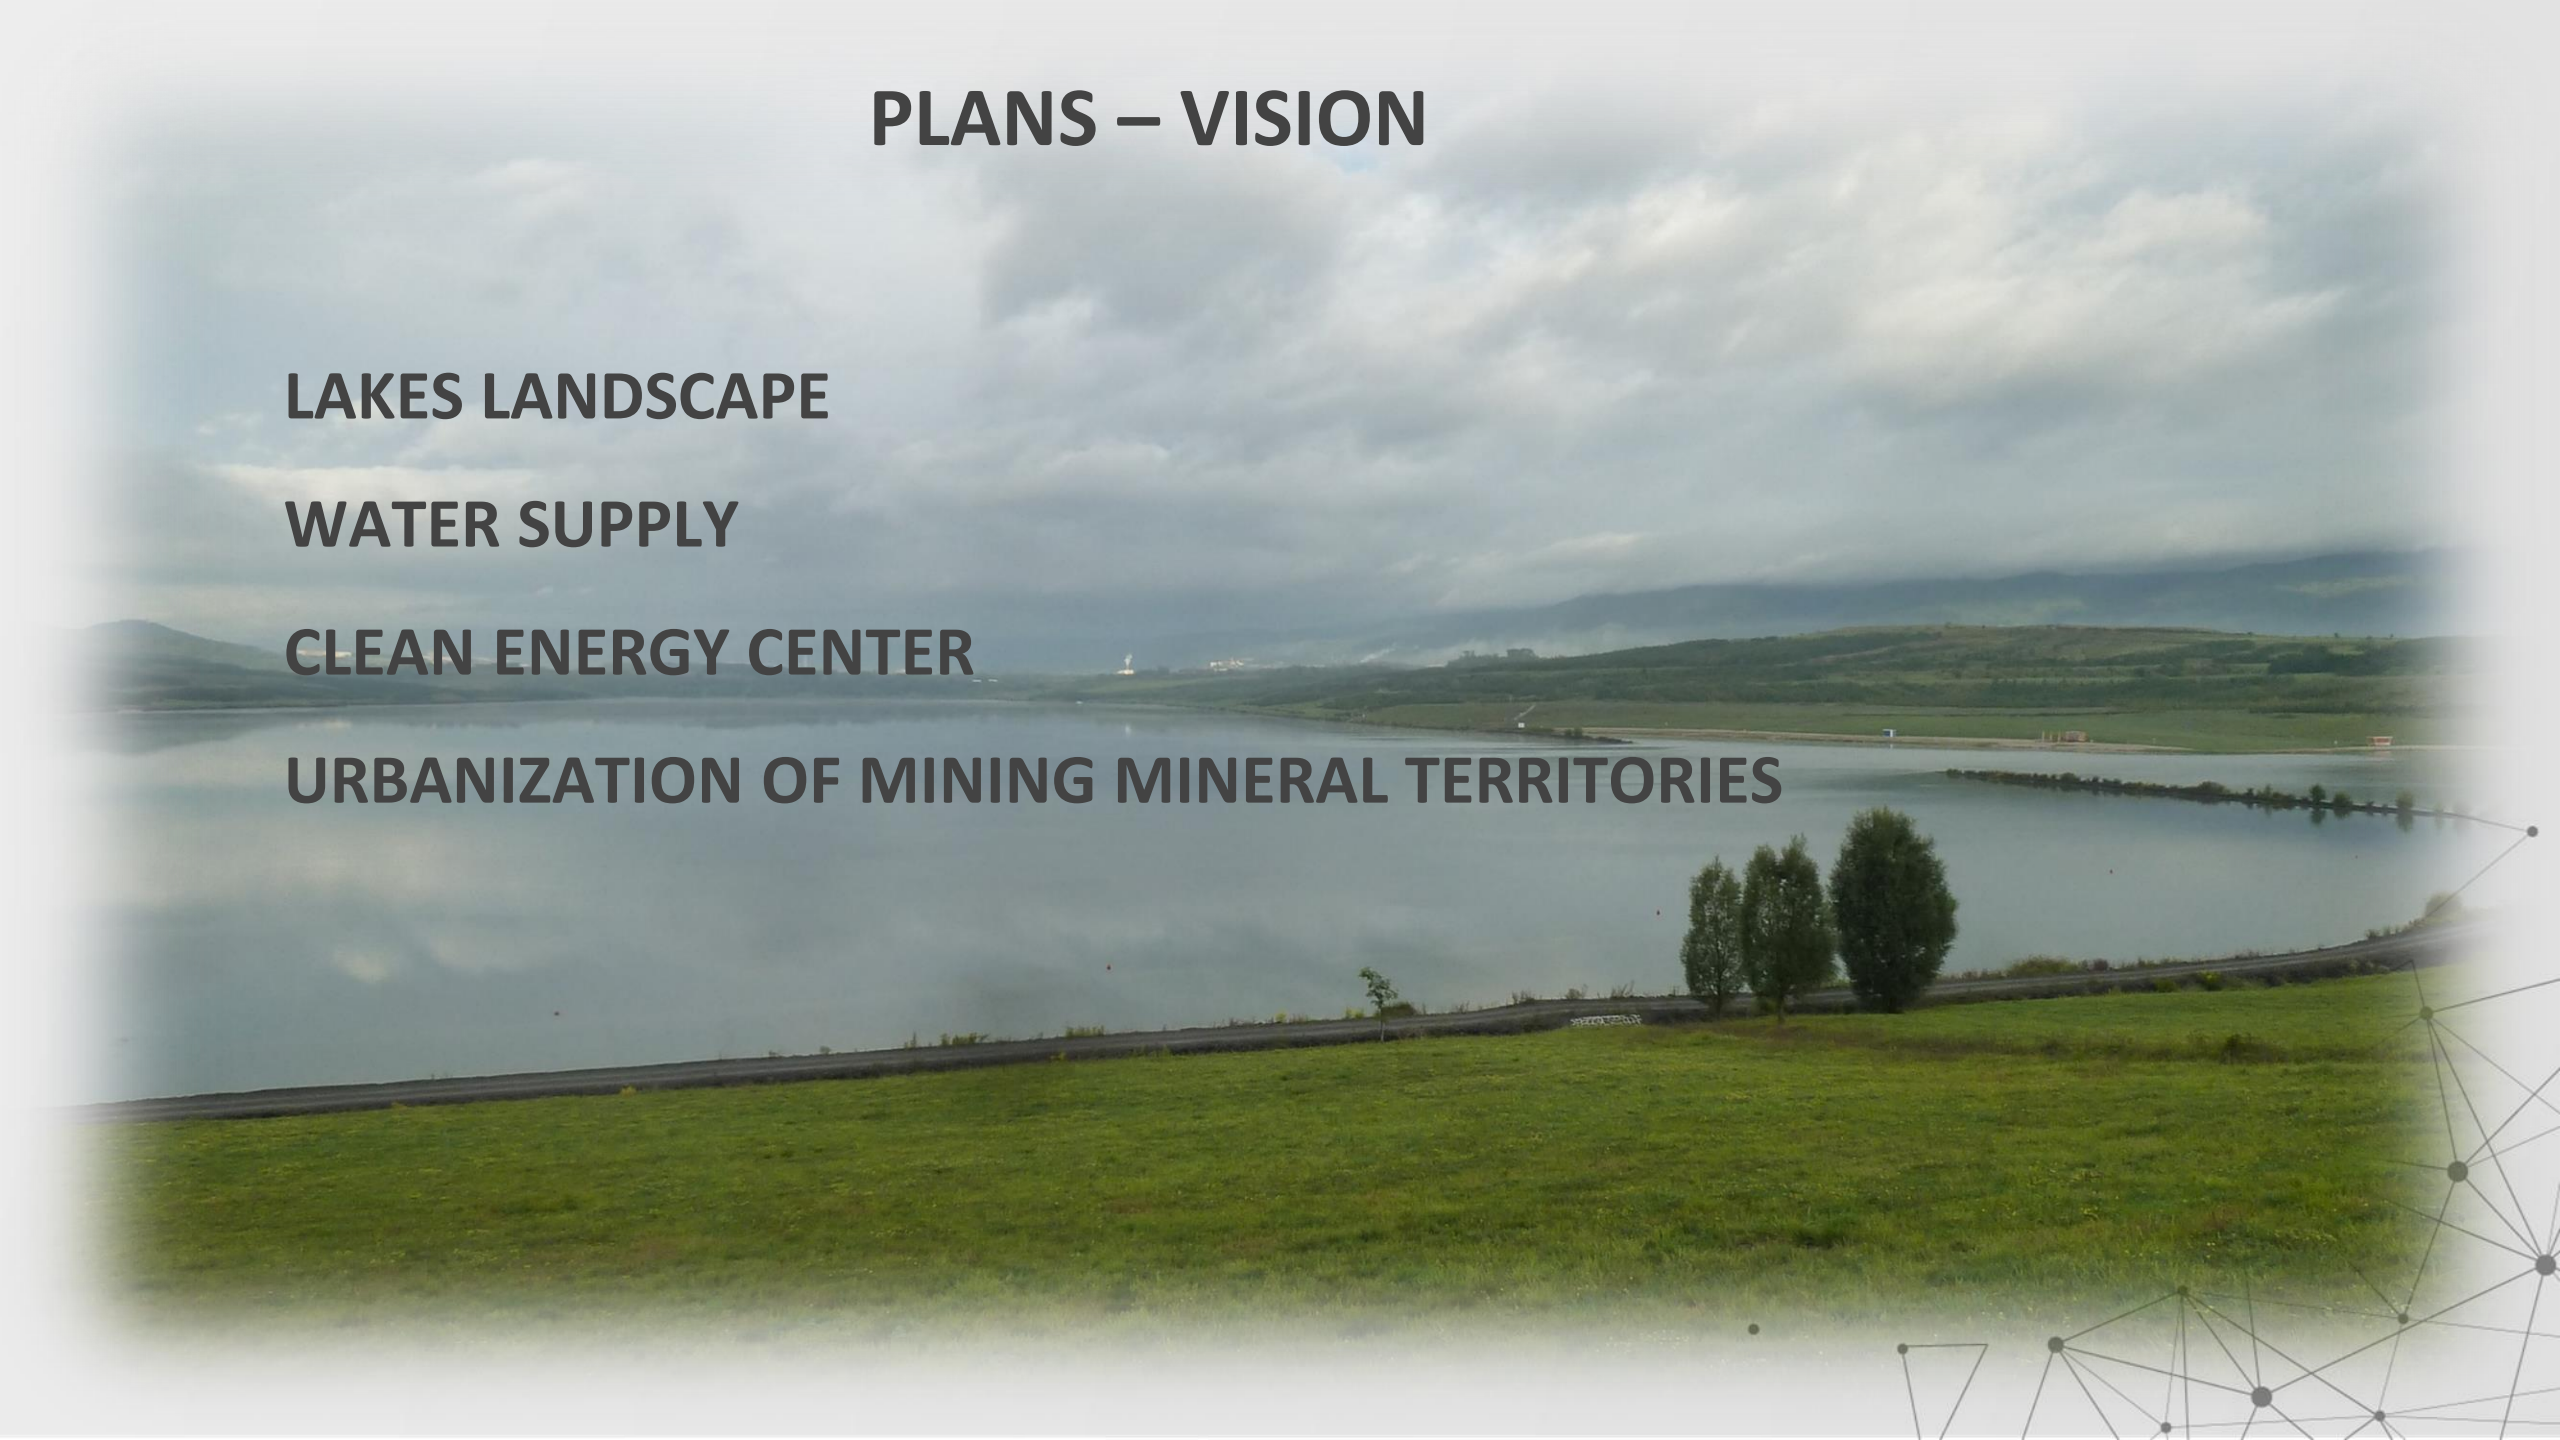 PLANS – VISION
LAKES LANDSCAPE
WATER SUPPLY
CLEAN ENERGY CENTER
URBANIZATION OF MINING MINERAL TERRITORIES